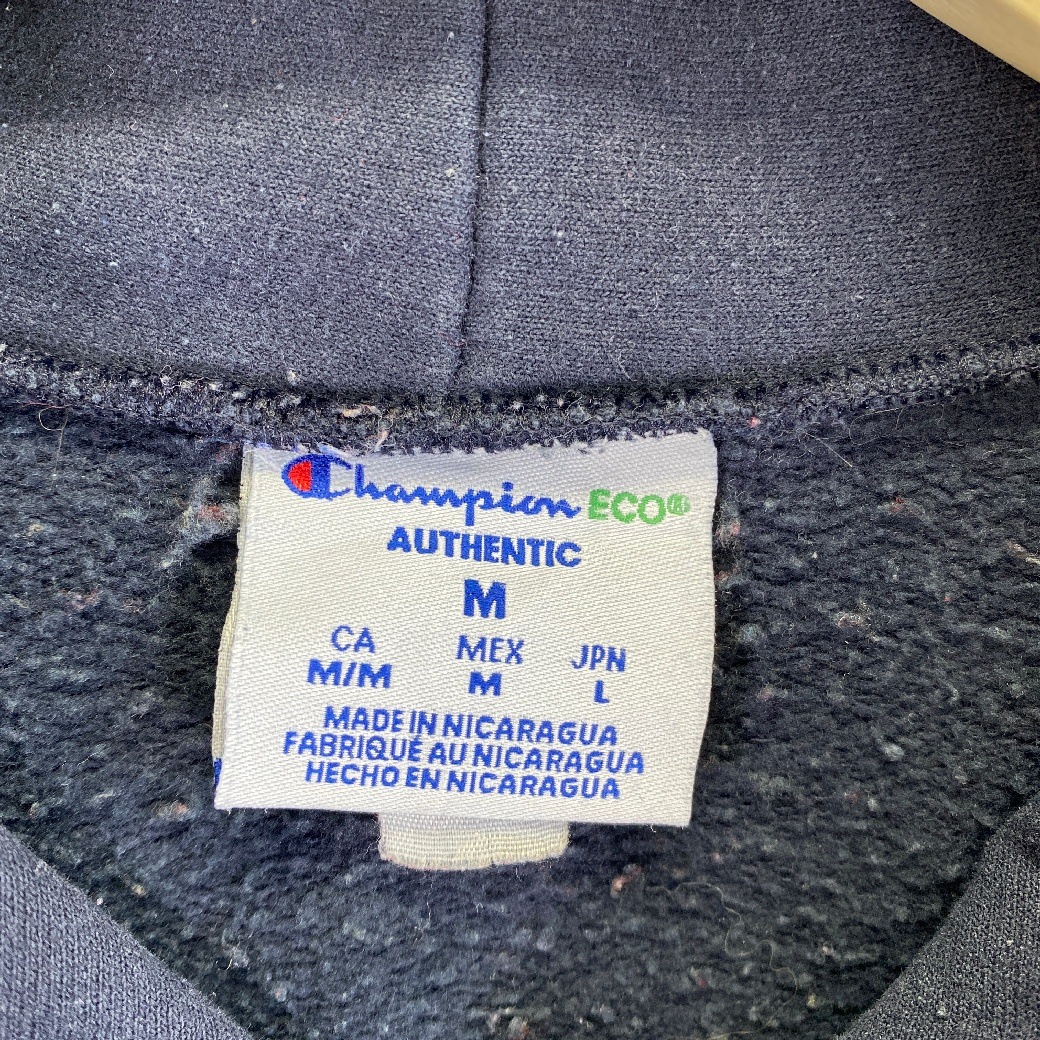 Champion ECO®
AUTHENTIC
M
CA MEX JPN
M/M M L
MADE IN NICARAGUA
FABRIQUÉ AU NICARAGUA
HECHO EN NICARAGUA